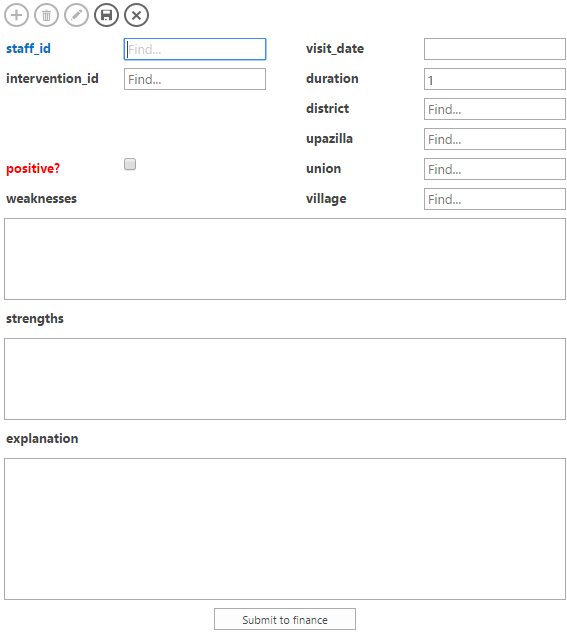 staff_id Find... visit_date
intervention_id Find... duration 1
district Find...
upazilla Find...
positive? union Find...
weaknesses village Find...
strengths
explanation
Submit to finance